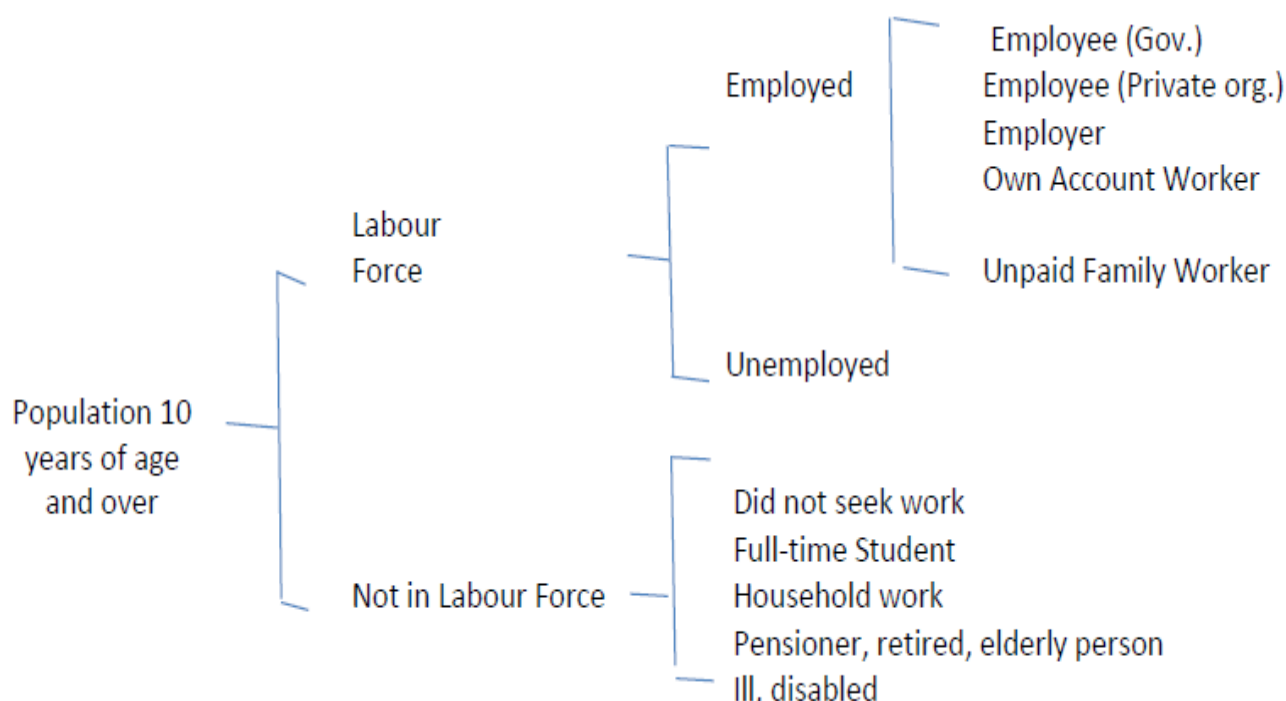 Employee (Gov.)
Employed
Employee (Private org.)
Employer
Own Account Worker
Labour
Force
Unpaid Family Worker
Unemployed
Population 10
years of age
and over
Did not seek work
Full-time Student
Not in Labour Force
Household work
Pensioner, retired, elderly person
Ill. disabled